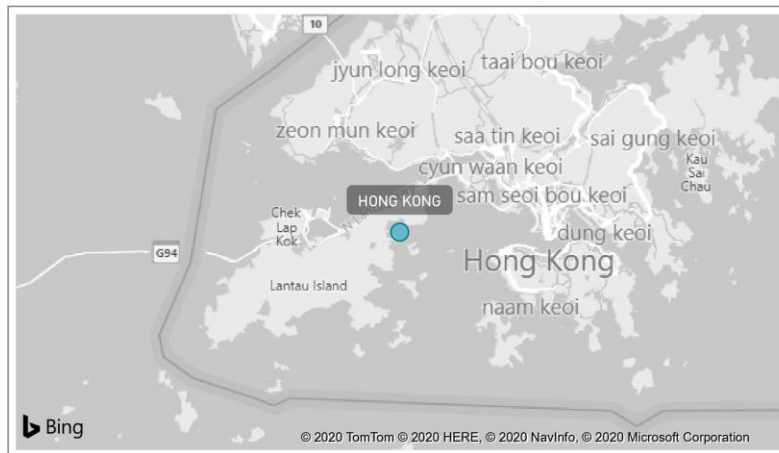 10
jyun long keoi
taai bou keoi
zeon mun keoi
saa tin keoi
sai gung keoi
cyun waan keoi
Kau
Sai
Chau
sam seoi bou keoi
HONG KONG
Chek
Lap
Kok
dung keoi
G94
Hong Kong
Lantau Island
naam keoi
Bing
© 2020 TomTom © 2020 HERE, © 2020 NavInfo, © 2020 Microsoft Corporation